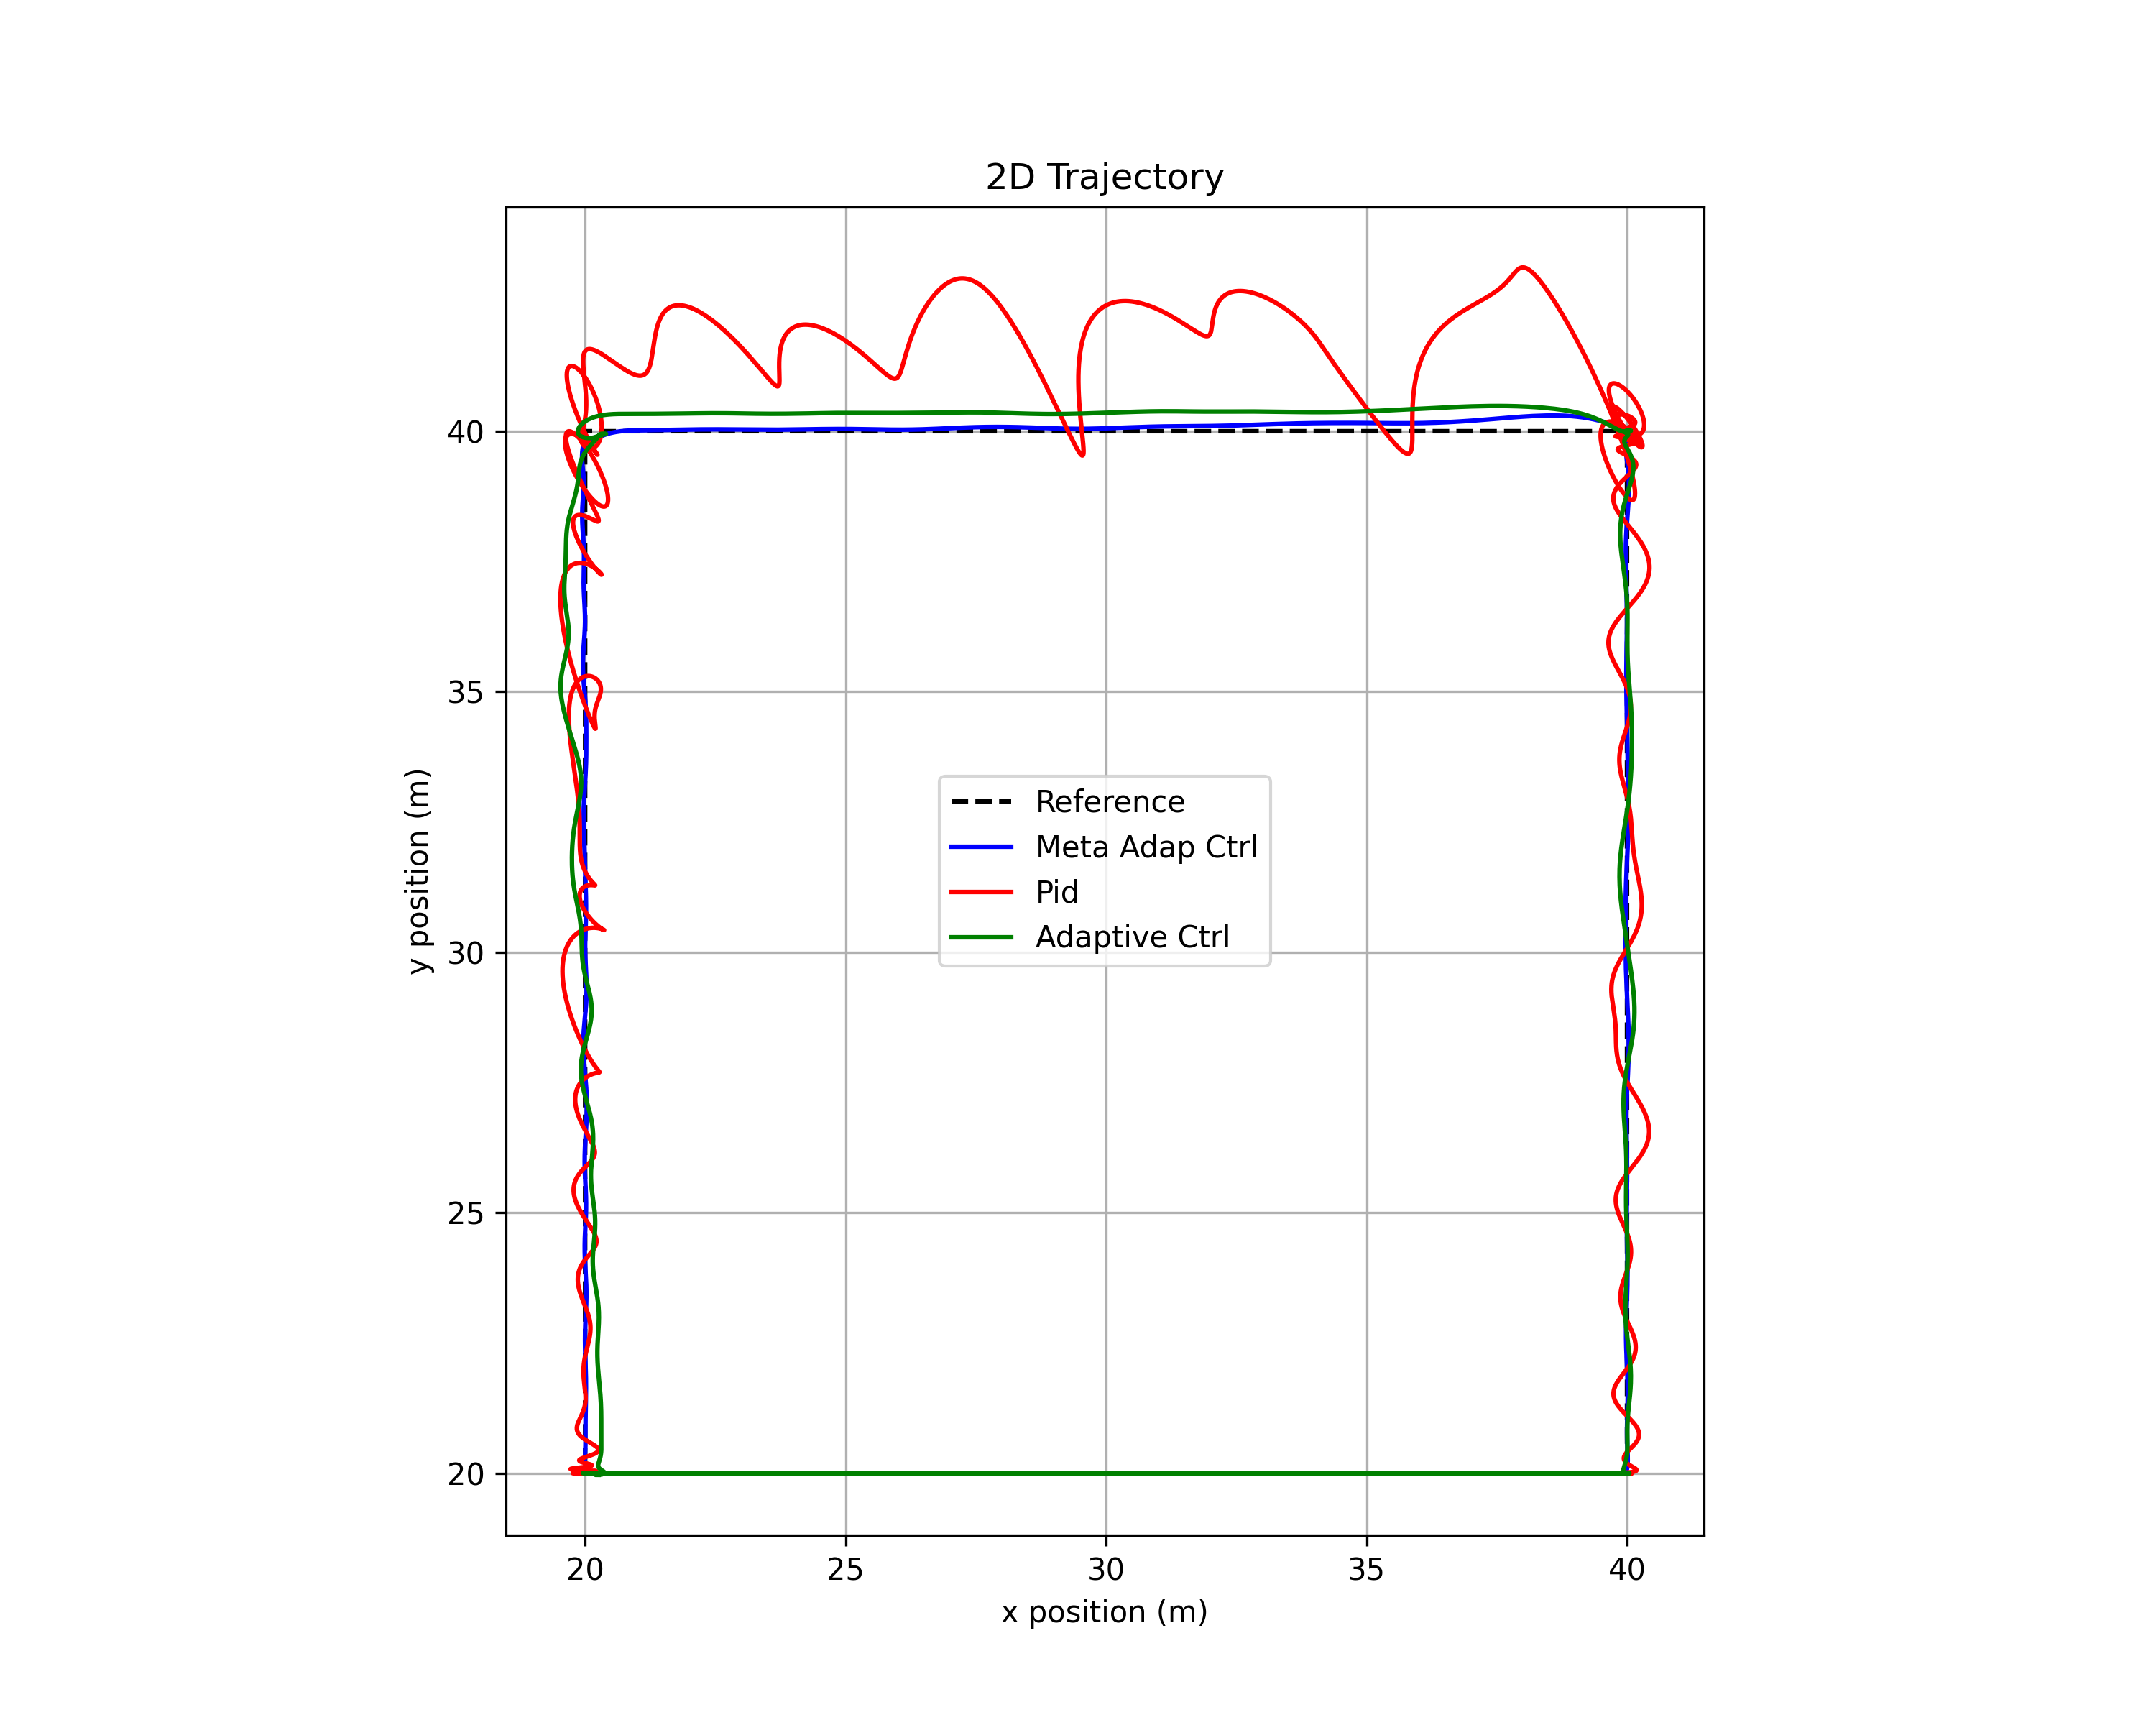 2D Trajectory
y position (m)
40
35
30
25
20
Reference
Meta Adap Ctrl
Pid
Adaptive Ctrl
20 25 30 35 40
x position (m)